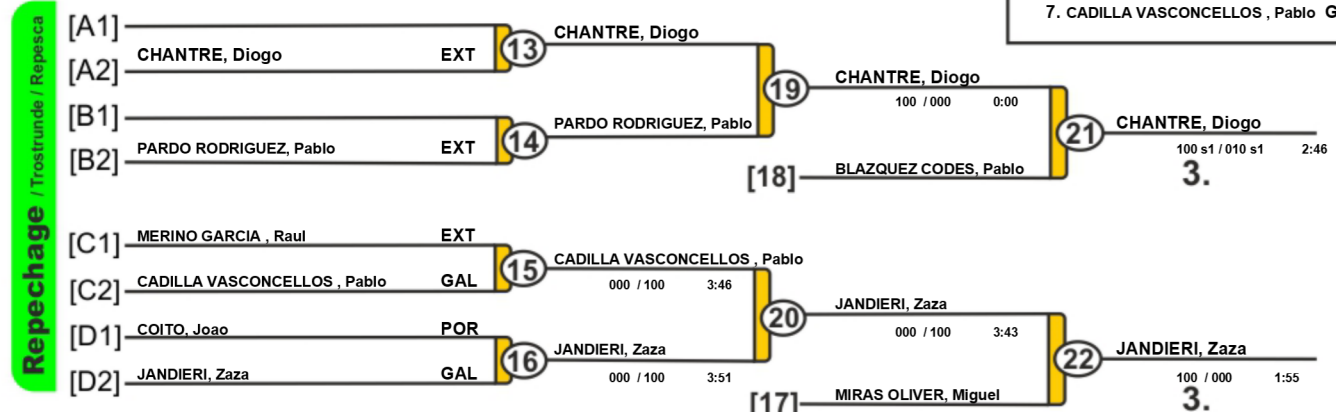 7. CADILLA VASCONCELLOS , Pablo G
Repechage / Trostrunde / Repesca
[A1]
CHANTRE, Diogo EXT
[A2]
13
CHANTRE, Diogo
[B1]
PARDO RODRIGUEZ, Pablo EXT
[B2]
14
PARDO RODRIGUEZ, Pablo
19
CHANTRE, Diogo
100 / 000 0:00
[18] BLAZQUEZ CODES, Pablo
21
CHANTRE, Diogo
100 s1 / 010 s1 2:46
3.
[C1] MERINO GARCIA , Raul EXT
[C2] CADILLA VASCONCELLOS , Pablo GAL
15
CADILLA VASCONCELLOS , Pablo
000 / 100 3:46
[D1] COITO, Joao POR
[D2] JANDIERI, Zaza GAL
16
JANDIERI, Zaza
000 / 100 3:51
20
JANDIERI, Zaza
000 / 100 3:43
[17] MIRAS OLIVER, Miguel
22
JANDIERI, Zaza
100 / 000 1:55
3.